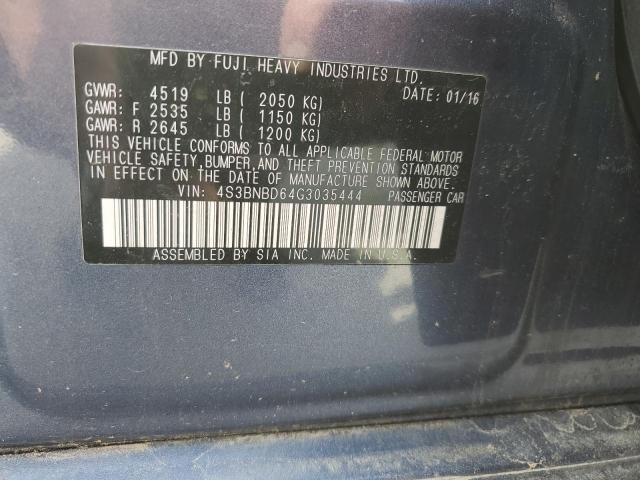 MFD BY FUJI HEAVY INDUSTRIES LTD.
GVWR: 4519 LB ( 2050 KG) DATE: 01/16
GAWR: F 2535 LB ( 1150 KG)
GAWR: R 2645 LB ( 1200 KG)
THIS VEHICLE CONFORMS TO ALL APPLICABLE FEDERAL MOTOR
VEHICLE SAFETY, BUMPER, AND THEFT PREVENTION STANDARDS
IN EFFECT ON THE DATE OF MANUFACTURE SHOWN ABOVE.
VIN: 4S3BNBD64G3035444 PASSENGER CAR
ASSEMBLED BY SIA INC. MADE IN U.S.A.